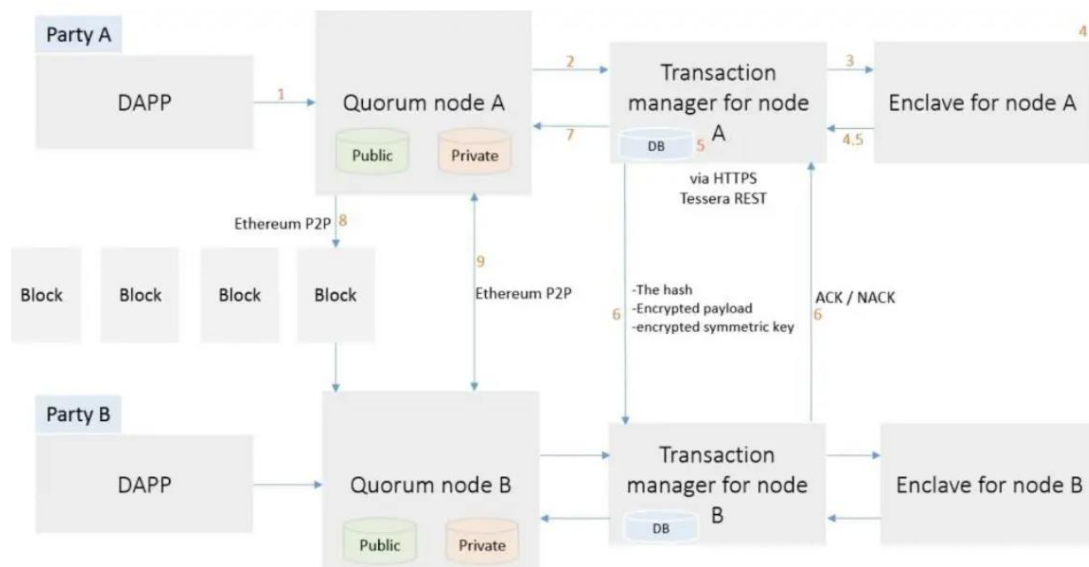 Party A
DAPP
1
Quorum node A
Public
Private
2
7
Transaction
manager for node
A
DB
5
3
4.5
4
Enclave for node A
via HTTPS
Tessera REST
Ethereum P2P
8
9
Ethereum P2P
Block
Block
Block
Block
6
-The hash
-Encrypted payload
-encrypted symmetric key
ACK / NACK
6
Party B
DAPP
Quorum node B
Public
Private
Transaction
manager for node
B
DB
Enclave for node B